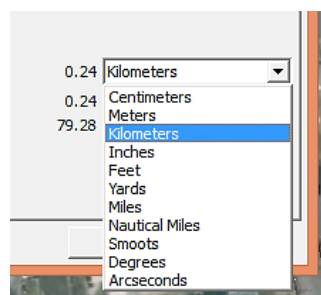 0.24 Kilometers
0.24 Centimeters
Meters
79.28 Kilometers
Inches
Feet
Yards
Miles
Nautical Miles
Smoots
Degrees
Arcseconds